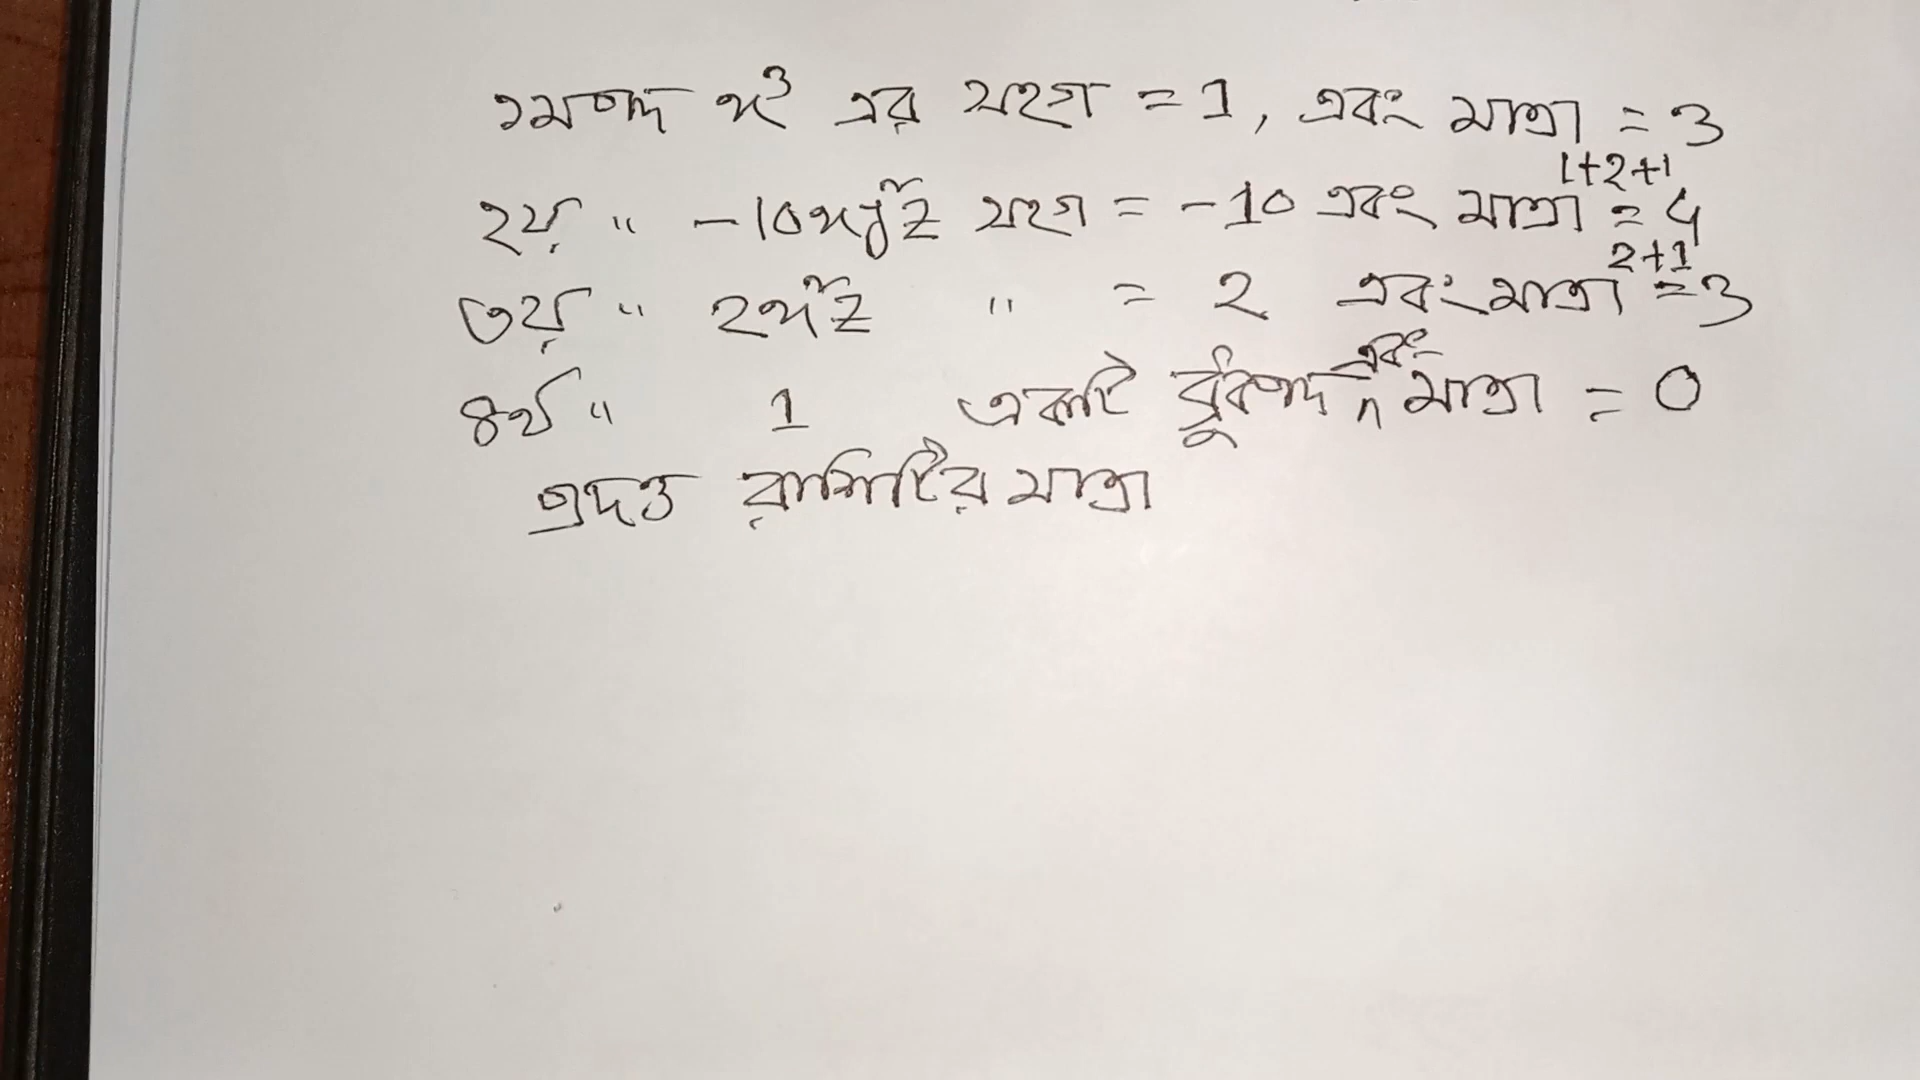 ১মপদ x³ এর সহগ = 1, এবং মাত্রা = 3
২য় " -10xy²z সহগ = -10 এবং মাত্রা = 1+2+1 = 4
৩য় " 2x²z " = 2 এবং মাত্রা = 2+1 = 3
৪র্থ " 1 একটি ধ্রুবপদ এবং মাত্রা = 0
প্রদত্ত রাশিটির মাত্রা